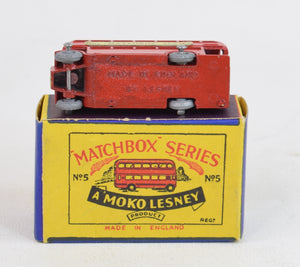 MADE IN ENGLAND
BY LESNEY
"MATCHBOX" SERIES
Nº5 Nº5
A MOKO LESNEY
PRODUCT
REGD
MADE IN ENGLAND